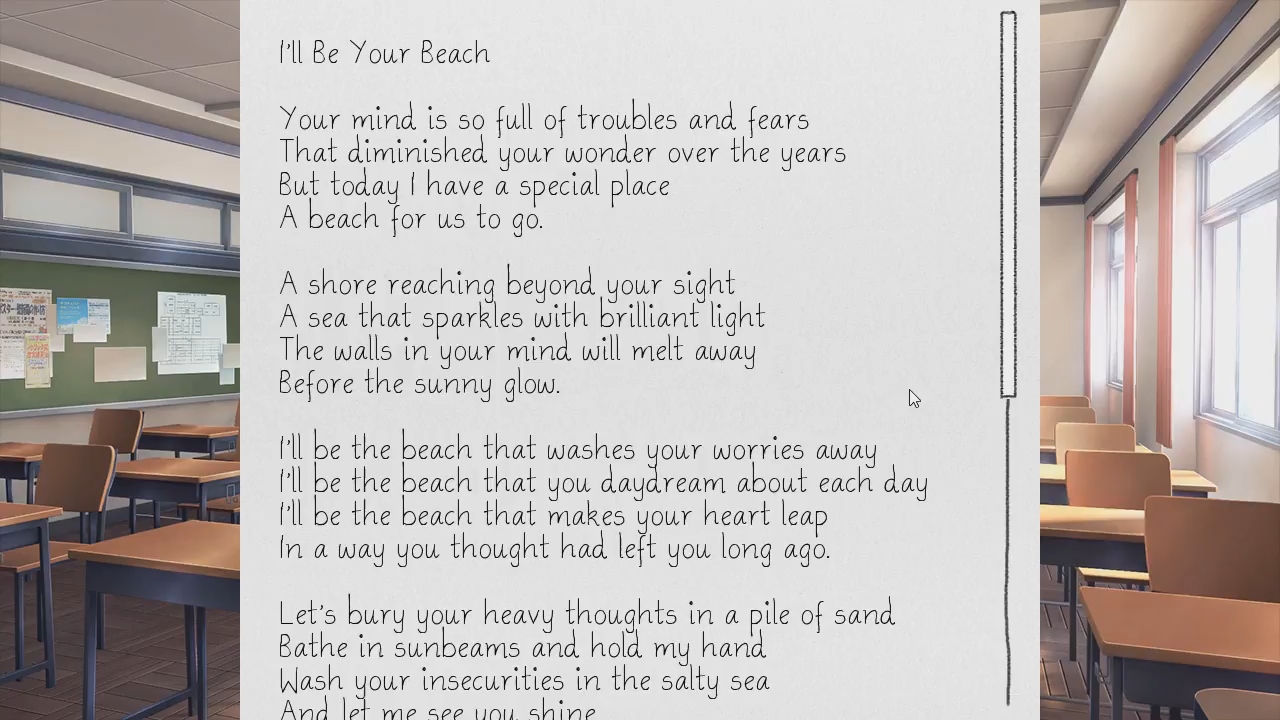 I'll Be Your Beach
Your mind is so full of troubles and fears
That diminished your wonder over the years
But today I have a special place
A beach for us to go.
A shore reaching beyond your sight
A sea that sparkles with brilliant light
The walls in your mind will melt away
Before the sunny glow.
I'll be the beach that washes your worries away
I'll be the beach that you daydream about each day
I'll be the beach that makes your heart leap
In a way you thought had left you long ago.
Let's bury your heavy thoughts in a pile of sand
Bathe in sunbeams and hold my hand
Wash your insecurities in the salty sea
And let me see you shine